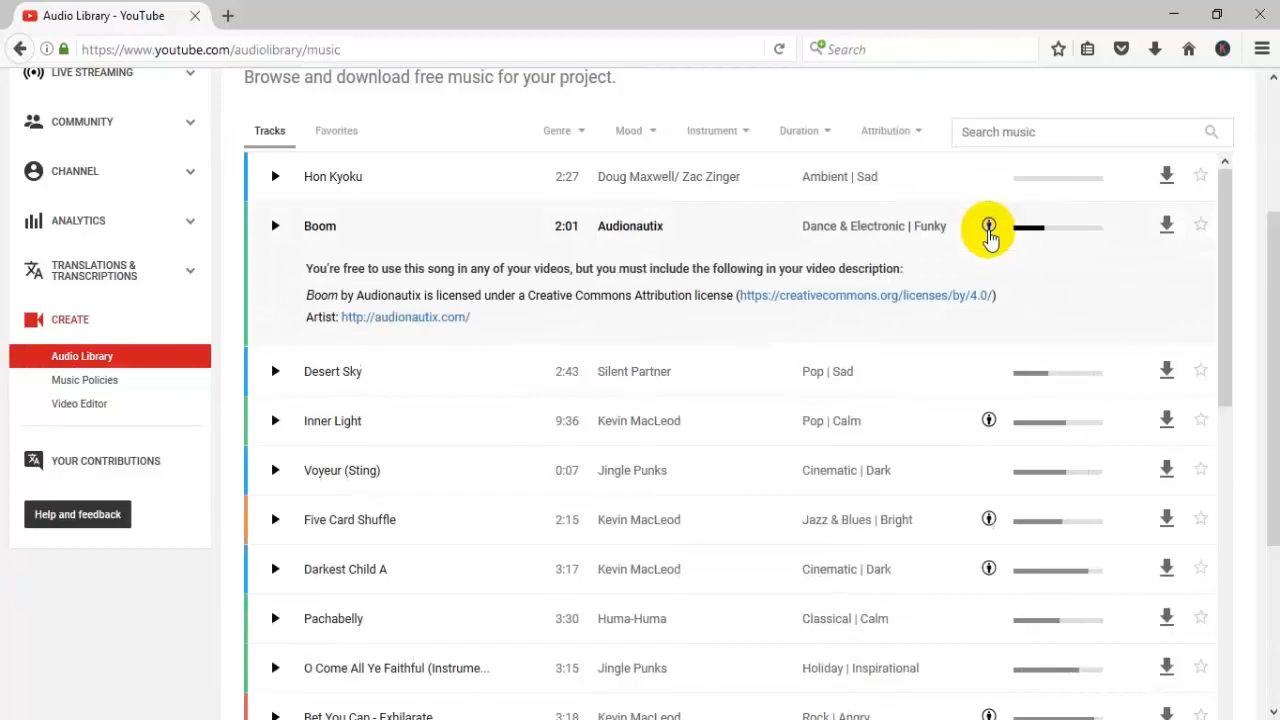 Audio Library - YouTube
https://www.youtube.com/audiolibrary/music
Search
LIVE STREAMING
COMMUNITY
CHANNEL
ANALYTICS
TRANSLATIONS &
TRANSCRIPTIONS
CREATE
Audio Library
Music Policies
Video Editor
YOUR CONTRIBUTIONS
Help and feedback
Browse and download free music for your project.
Tracks Favorites Genre Mood Instrument Duration Attribution Search music
Hon Kyoku 2:27 Doug Maxwell/ Zac Zinger Ambient | Sad
Boom 2:01 Audionautix Dance & Electronic | Funky
You're free to use this song in any of your videos, but you must include the following in your video description:
Boom by Audionautix is licensed under a Creative Commons Attribution license (https://creativecommons.org/licenses/by/4.0/)
Artist: http://audionautix.com/
Desert Sky 2:43 Silent Partner Pop | Sad
Inner Light 9:36 Kevin MacLeod Pop | Calm
Voyeur (Sting) 0:07 Jingle Punks Cinematic | Dark
Five Card Shuffle 2:15 Kevin MacLeod Jazz & Blues | Bright
Darkest Child A 3:17 Kevin MacLeod Cinematic | Dark
Pachabelly 3:30 Huma-Huma Classical | Calm
O Come All Ye Faithful (Instrume... 3:15 Jingle Punks Holiday | Inspirational
Bet You Can - Exhilarate 3:18 Kevin MacLeod Rock | Angry